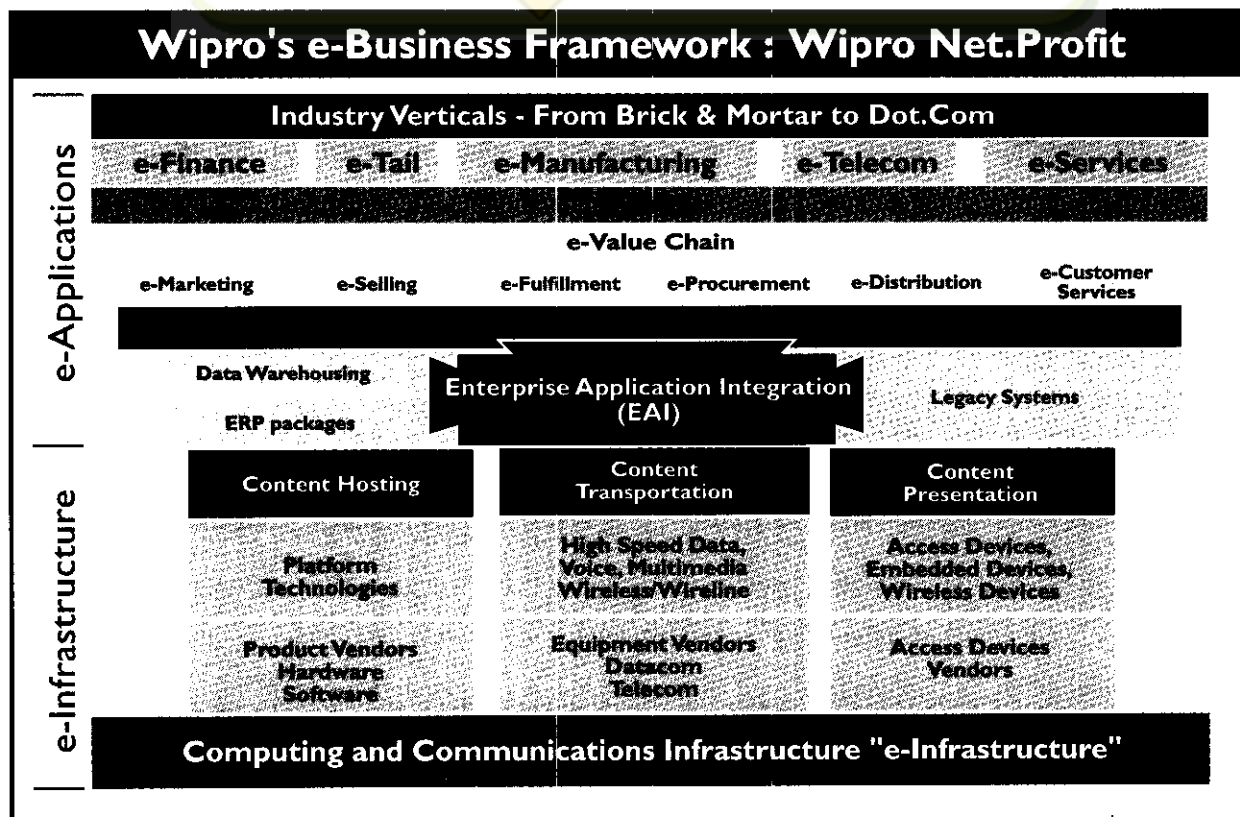 Wipro's e-Business Framework : Wipro Net.Profit
e-Applications
Industry Verticals - From Brick & Mortar to Dot.Com
e-Finance e-Tail e-Manufacturing e-Telecom e-Services
e-Value Chain
e-Marketing e-Selling e-Fulfillment e-Procurement e-Distribution e-Customer
Services
Data Warehousing
ERP packages
Enterprise Application Integration
(EAI)
Legacy Systems
e-Infrastructure
Content Hosting
Platform
Technologies
Product Vendors
Hardware
Software
Content
Transportation
High Speed Data,
Voice, Multimedia
Wireless/Wireline
Equipment Vendors
Datacom
Telecom
Content
Presentation
Access Devices,
Embedded Devices,
Wireless Devices
Access Devices
Vendors
Computing and Communications Infrastructure "e-Infrastructure"